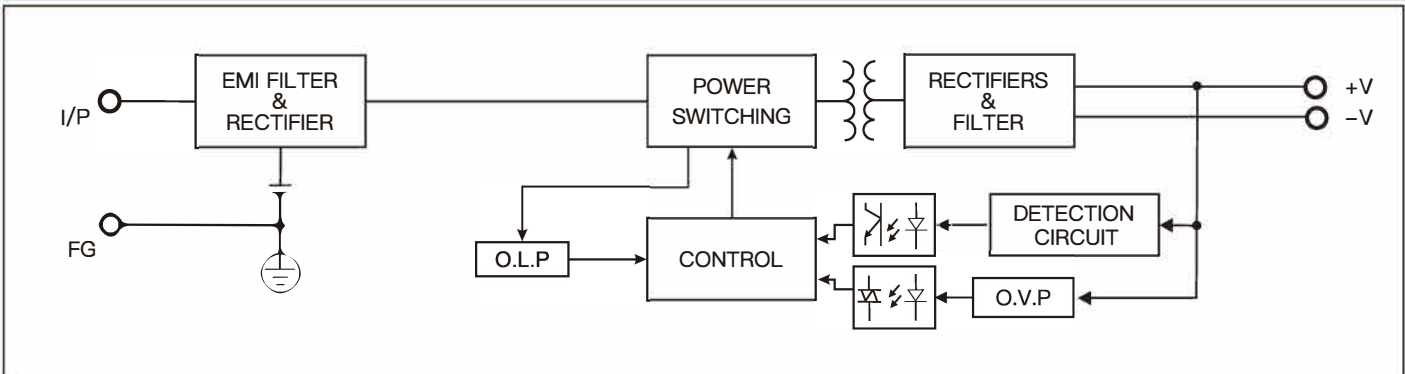 I/P
EMI FILTER
&
RECTIFIER
POWER
SWITCHING
RECTIFIERS
&
FILTER
+V
−V
FG
O.L.P
CONTROL
DETECTION
CIRCUIT
O.V.P